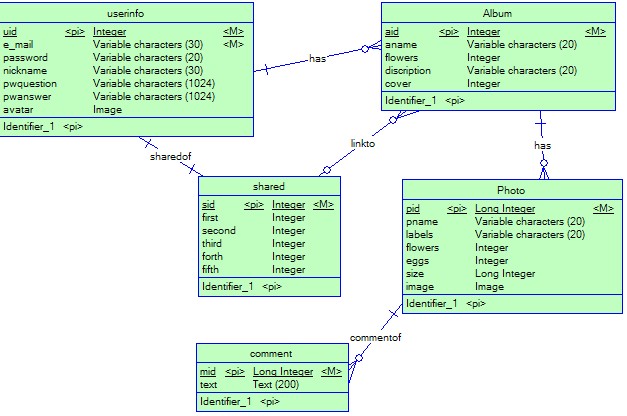 userinfo
uid <pi> Integer <M>
e_mail Variable characters (30) <M>
password Variable characters (20)
nickname Variable characters (30)
pwquestion Variable characters (1024)
pwanswer Variable characters (1024)
avatar Image
Identifier_1 <pi>
has
Album
aid <pi> Integer <M>
aname Variable characters (20)
flowers Integer
discription Variable characters (20)
cover Integer
Identifier_1 <pi>
sharedof
linkto
has
shared
sid <pi> Integer <M>
first Integer
second Integer
third Integer
forth Integer
fifth Integer
Identifier_1 <pi>
Photo
pid <pi> Long Integer <M>
pname Variable characters (20)
labels Variable characters (20)
flowers Integer
eggs Integer
size Long Integer
image Image
Identifier_1 <pi>
commentof
comment
mid <pi> Long Integer <M>
text Text (200)
Identifier_1 <pi>